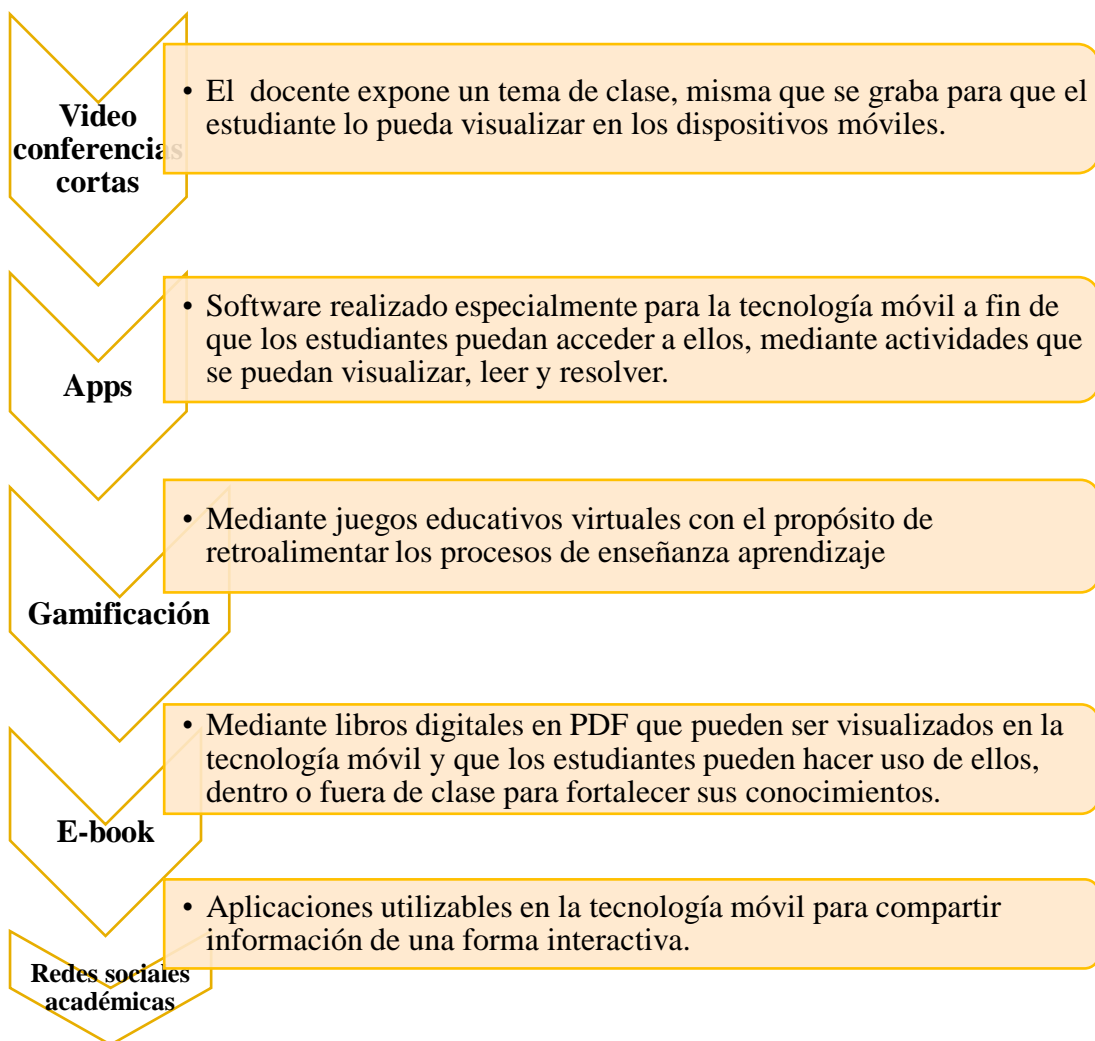 Video
conferencias
cortas
• El  docente expone un tema de clase, misma que se graba para que el
estudiante lo pueda visualizar en los dispositivos móviles.
Apps
• Software realizado especialmente para la tecnología móvil a fin de
que los estudiantes puedan acceder a ellos, mediante actividades que
se puedan visualizar, leer y resolver.
Gamificación
• Mediante juegos educativos virtuales con el propósito de
retroalimentar los procesos de enseñanza aprendizaje
E-book
• Mediante libros digitales en PDF que pueden ser visualizados en la
tecnología móvil y que los estudiantes pueden hacer uso de ellos,
dentro o fuera de clase para fortalecer sus conocimientos.
Redes sociales
académicas
• Aplicaciones utilizables en la tecnología móvil para compartir
información de una forma interactiva.